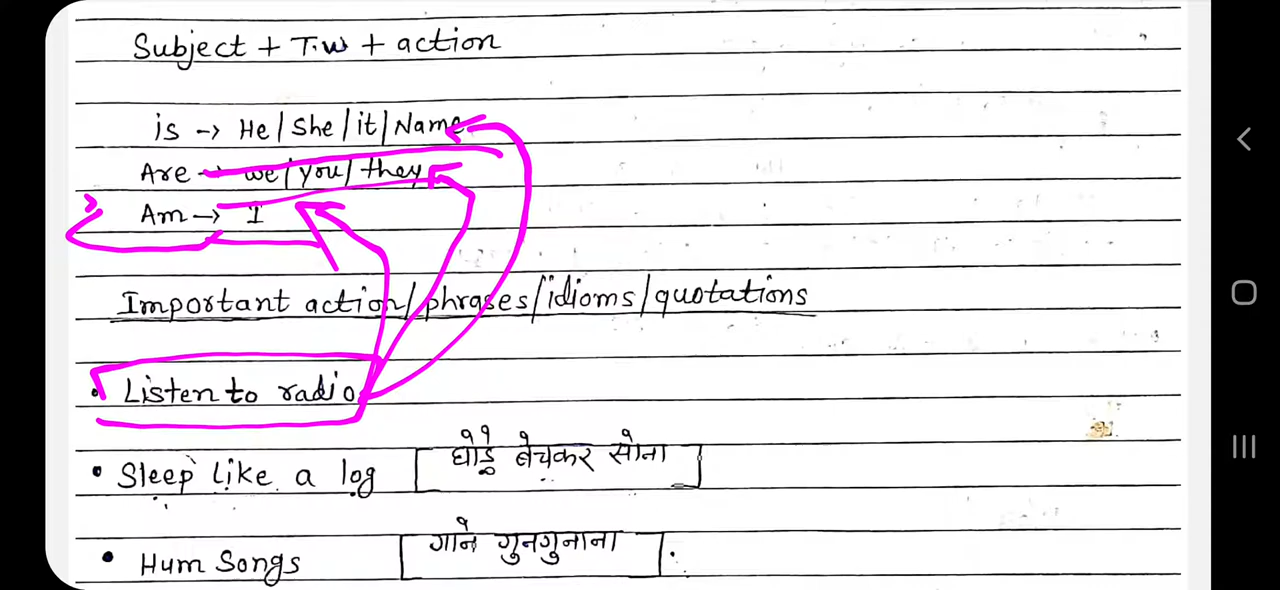 Subject + T.W + action
is → He/She/it/Name
Are → we/you/they
Am → I
Important action/phrases/idioms/quotations
• Listen to radio
• Sleep like a log घोड़े बेचकर सोना
• Hum Songs गाने गुनगुनाना